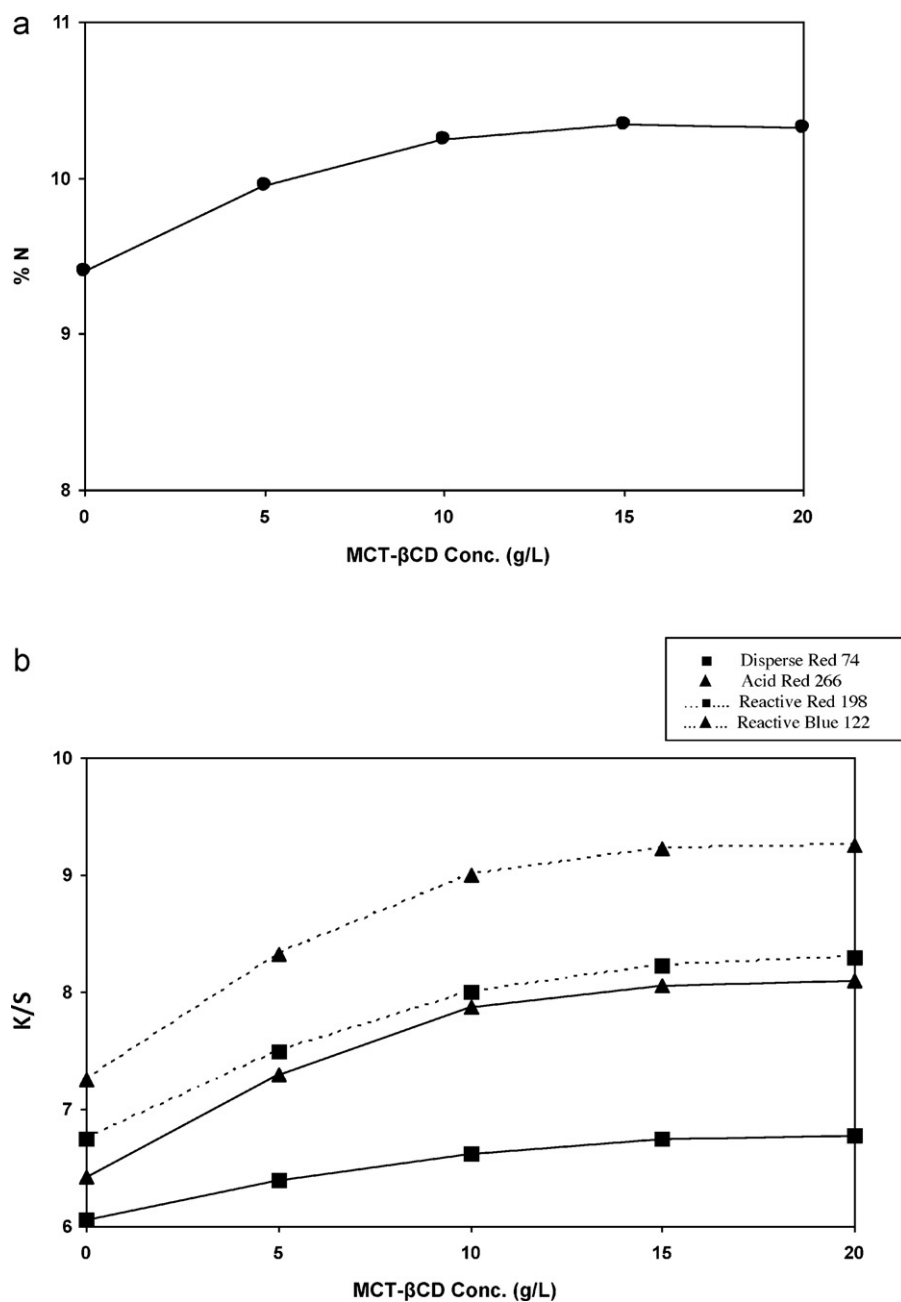 a
11
10
9
8
% N
0 5 10 15 20
MCT-βCD Conc. (g/L)
b
Disperse Red 74
Acid Red 266
Reactive Red 198
Reactive Blue 122
10
9
8
7
6
K/S
0 5 10 15 20
MCT-βCD Conc. (g/L)